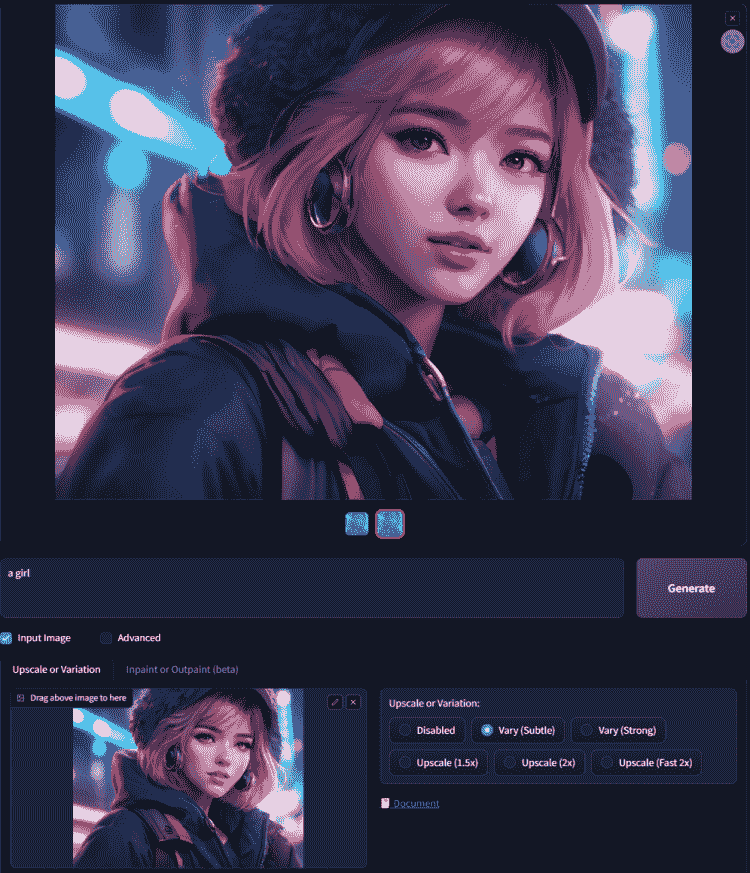 a girl
Generate
Input Image
Advanced
Upscale or Variation
Inpaint or Outpaint (beta)
Drag above image to here
Upscale or Variation:
Disabled
Vary (Subtle)
Vary (Strong)
Upscale (1.5x)
Upscale (2x)
Upscale (Fast 2x)
Document